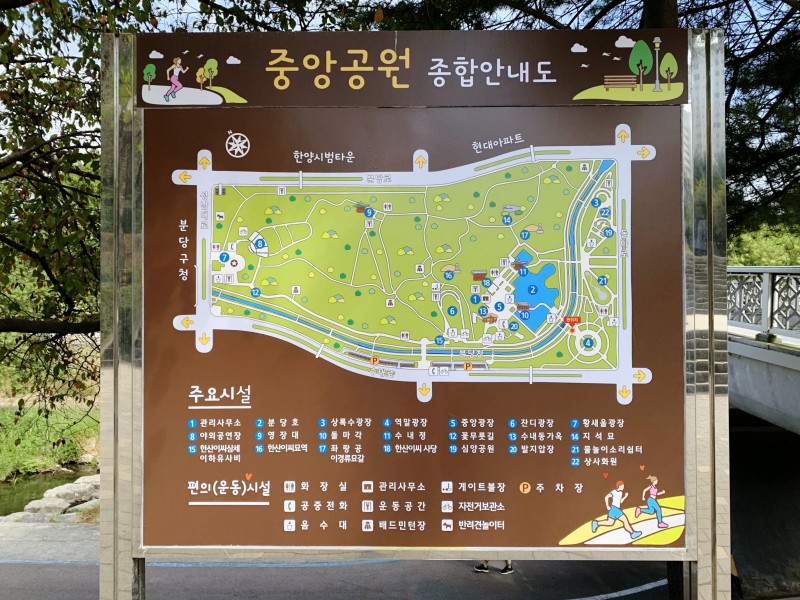 중앙공원 종합안내도
N
한양시범타운
현대아파트
분당구청
주요시설
1 관리사무소 2 분당호 3 상록수광장 4 역말광장 5 중앙광장 6 잔디광장 7 황새울광장
8 야외공연장 9 영장대 10 돌마각 11 수내정 12 꽃무릇길 13 수내동가옥 14 지석묘
15 한산이씨삼세 이하유사비 16 한산이씨묘역 17 좌랑공 이경류묘갈 18 한산이씨 사당 19 심양공원 20 발지압장 21 물놀이소리쉼터
22 상사화원
편의(운동)시설
화장실 관리사무소 게이트볼장 P 주차장
공중전화 운동공간 자전거보관소
음수대 배드민턴장 반려견놀이터